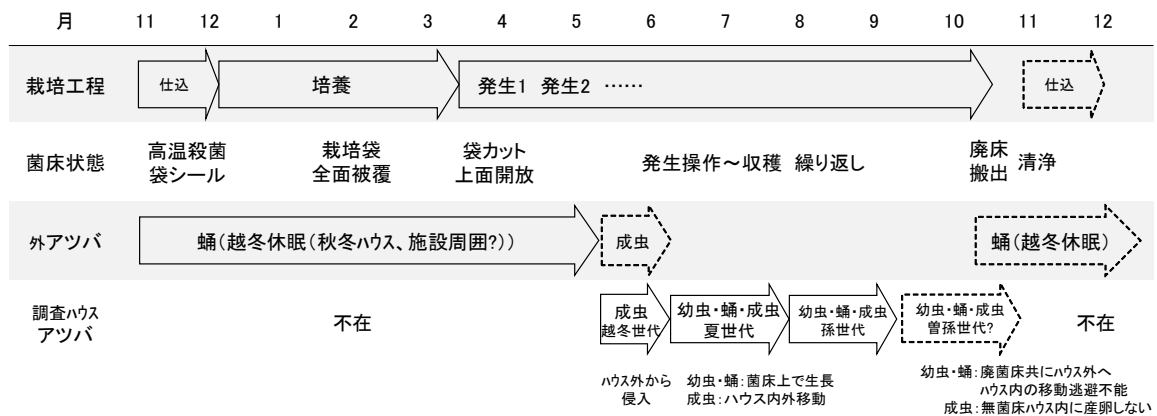 月 11 12 1 2 3 4 5 6 7 8 9 10 11 12
栽培工程 仕込 培養 発生1 発生2 …… 仕込
菌床状態 高温殺菌 袋シール 栽培袋 全面被覆 袋カット 上面開放 発生操作～収穫 繰り返し 廃床 搬出 清浄
外アツバ 蛹(越冬休眠(秋冬ハウス、施設周囲?)) 成虫 蛹(越冬休眠)
調査ハウス
アツバ
不在
成虫
越冬世代
幼虫・蛹・成虫
夏世代
幼虫・蛹・成虫
孫世代
幼虫・蛹・成虫
曽孫世代?
不在
ハウス外から
侵入
幼虫・蛹:菌床上で生長
成虫:ハウス内外移動
幼虫・蛹:廃菌床共にハウス外へ
ハウス内の移動逃避不能
成虫:無菌床ハウス内に産卵しない